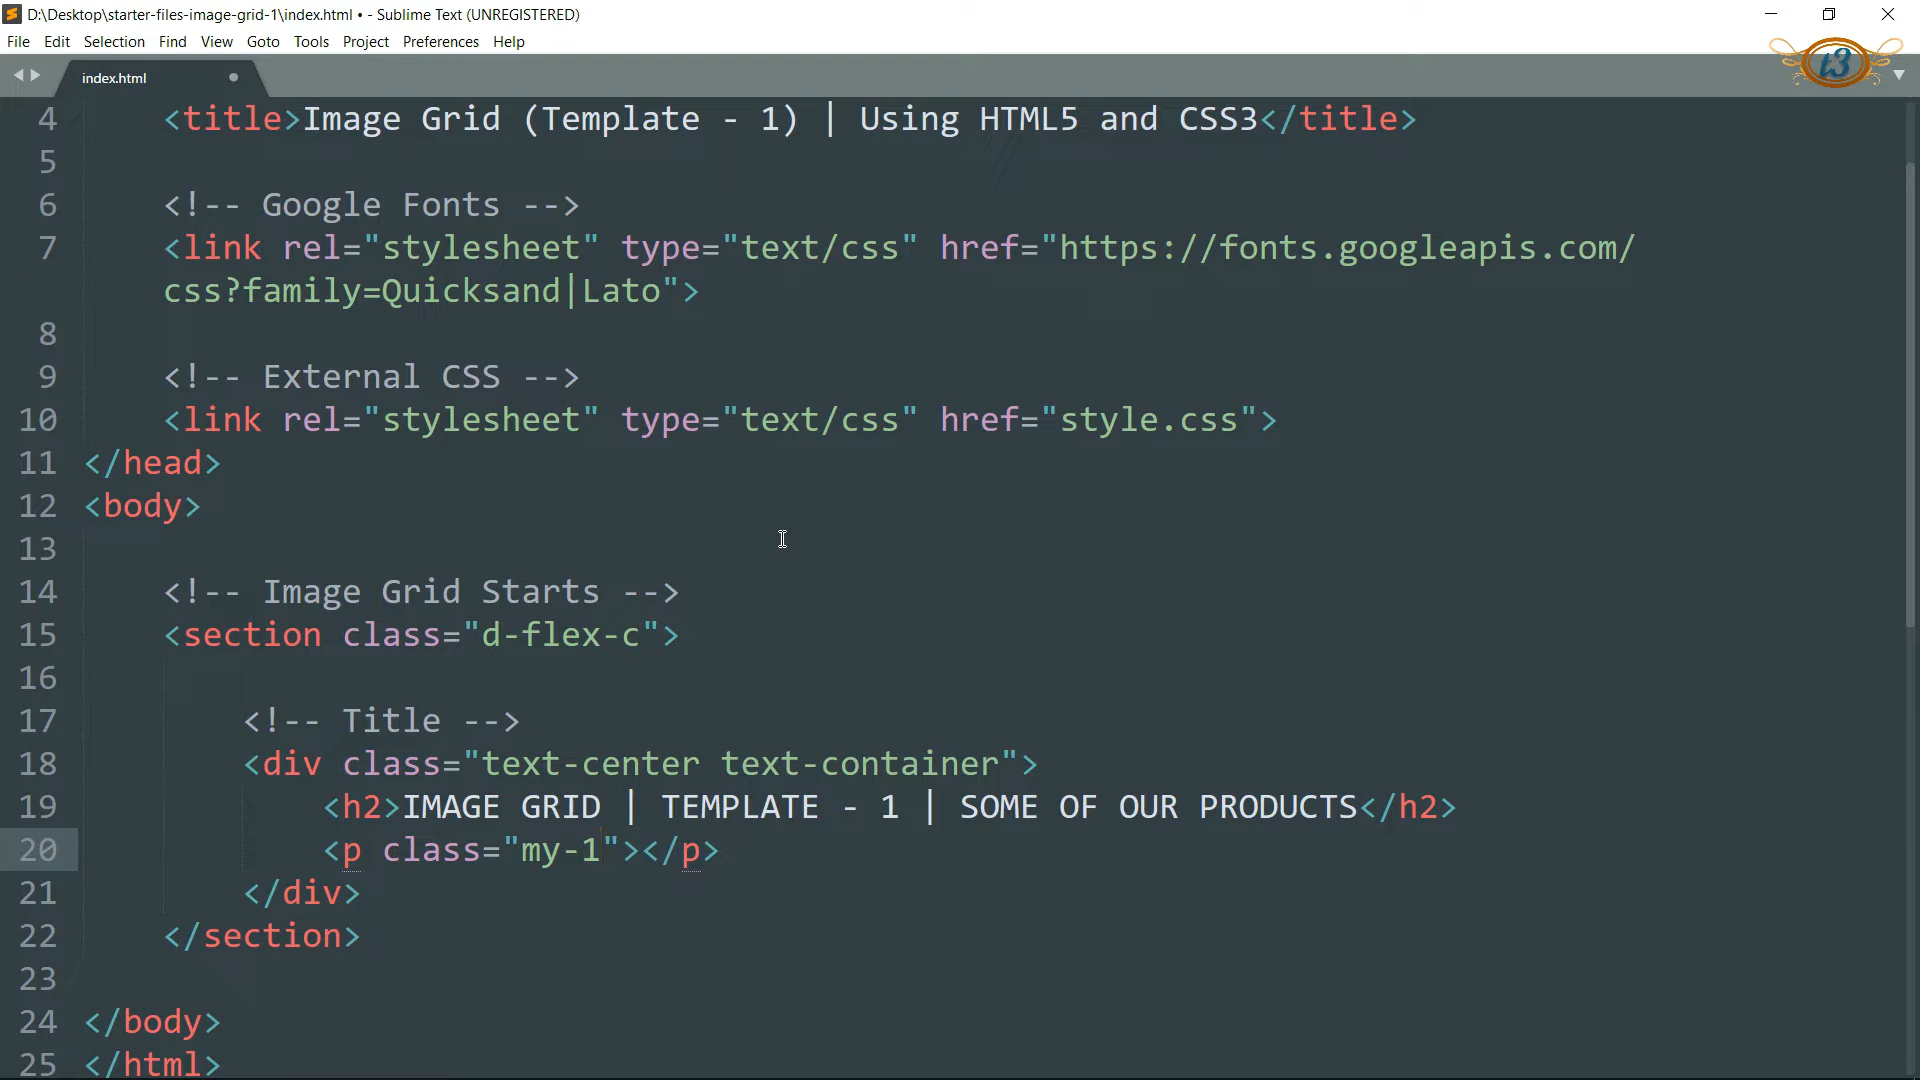 D:\Desktop\starter-files-image-grid-1\index.html • - Sublime Text (UNREGISTERED)
File Edit Selection Find View Goto Tools Project Preferences Help
t3
index.html
4 <title>Image Grid (Template - 1) | Using HTML5 and CSS3</title>
5
6 <!-- Google Fonts -->
7 <link rel="stylesheet" type="text/css" href="https://fonts.googleapis.com/
css?family=Quicksand|Lato">
8
9 <!-- External CSS -->
10 <link rel="stylesheet" type="text/css" href="style.css">
11 </head>
12 <body>
13
14 <!-- Image Grid Starts -->
15 <section class="d-flex-c">
16
17 <!-- Title -->
18 <div class="text-center text-container">
19 <h2>IMAGE GRID | TEMPLATE - 1 | SOME OF OUR PRODUCTS</h2>
20 <p class="my-1"></p>
21 </div>
22 </section>
23
24 </body>
25 </html>